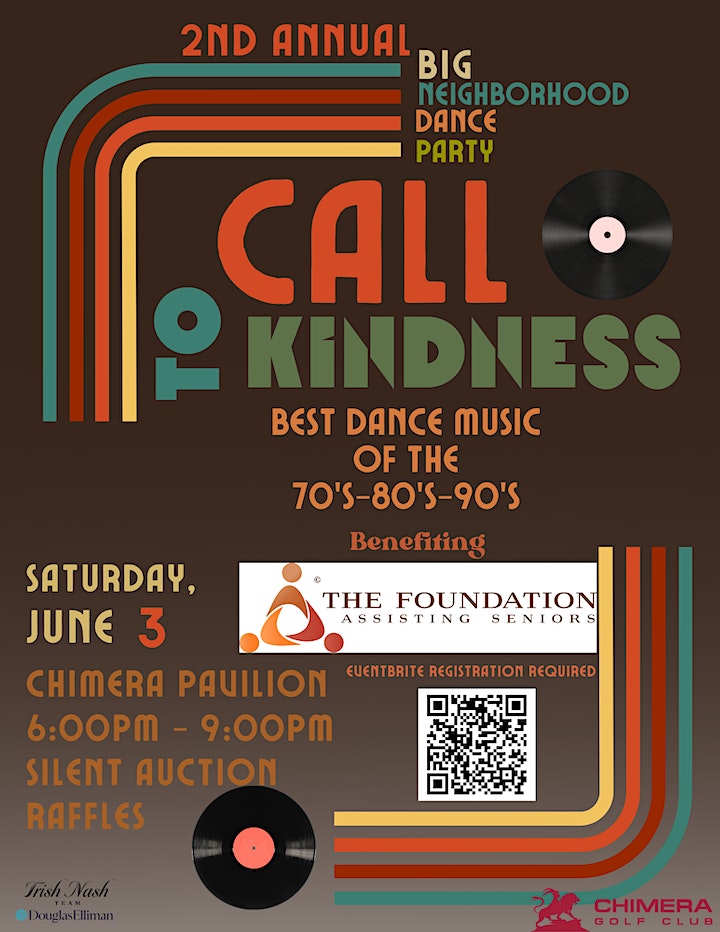 2ND ANNUAL
BIG
NEIGHBORHOOD
DANCE
PARTY
CALL
TO
KINDNESS
BEST DANCE MUSIC
OF THE
70'S-80'S-90'S
Benefiting
©
THE FOUNDATION
ASSISTING SENIORS
SATURDAY,
JUNE 3
EVENTBRITE REGISTRATION REQUIRED
CHIMERA PAVILION
6:00PM - 9:00PM
SILENT AUCTION
RAFFLES
Trish Nash
TEAM
DouglasElliman
CHIMERA
GOLF CLUB